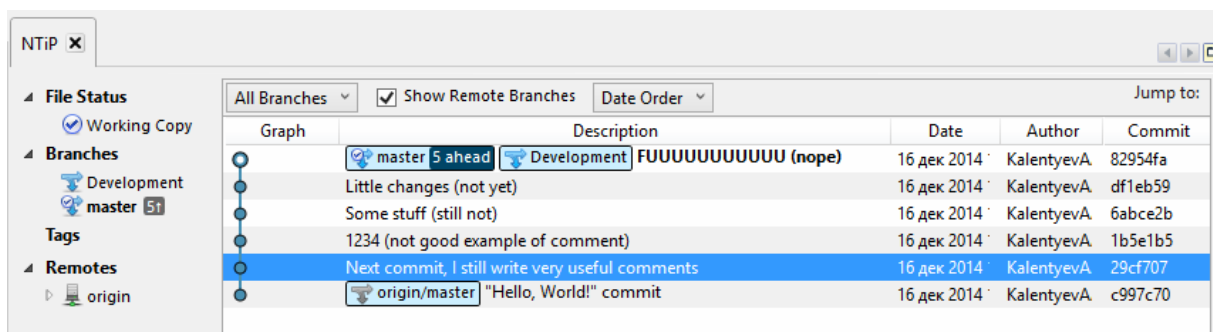 NTiP
File Status
Working Copy
Branches
Development
master 5↑
Tags
Remotes
origin
All Branches Show Remote Branches Date Order Jump to:
Graph Description Date Author Commit
master 5 ahead Development FUUUUUUUUUUU (nope) 16 дек 2014 KalentyevA 82954fa
Little changes (not yet) 16 дек 2014 KalentyevA df1eb59
Some stuff (still not) 16 дек 2014 KalentyevA 6abce2b
1234 (not good example of comment) 16 дек 2014 KalentyevA 1b5e1b5
Next commit, I still write very useful comments 16 дек 2014 KalentyevA 29cf707
origin/master "Hello, World!" commit 16 дек 2014 KalentyevA c997c70